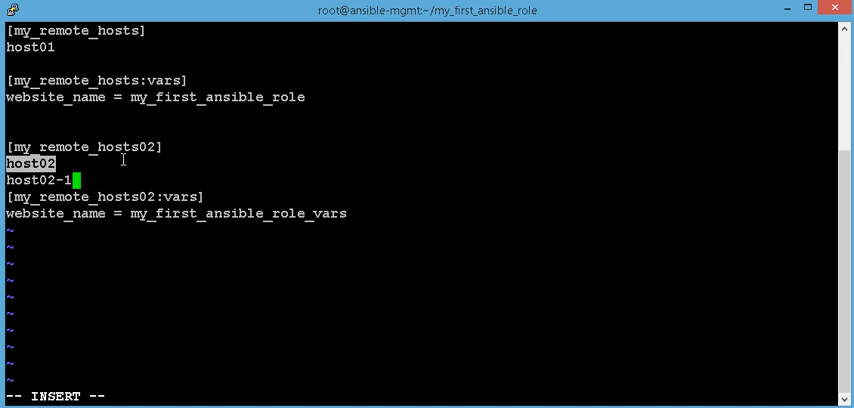 root@ansible-mgmt:~/my_first_ansible_role
[my_remote_hosts]
host01
[my_remote_hosts:vars]
website_name = my_first_ansible_role
[my_remote_hosts02]
host02
host02-1
[my_remote_hosts02:vars]
website_name = my_first_ansible_role_vars
~
~
~
~
~
~
~
~
~
~
-- INSERT --